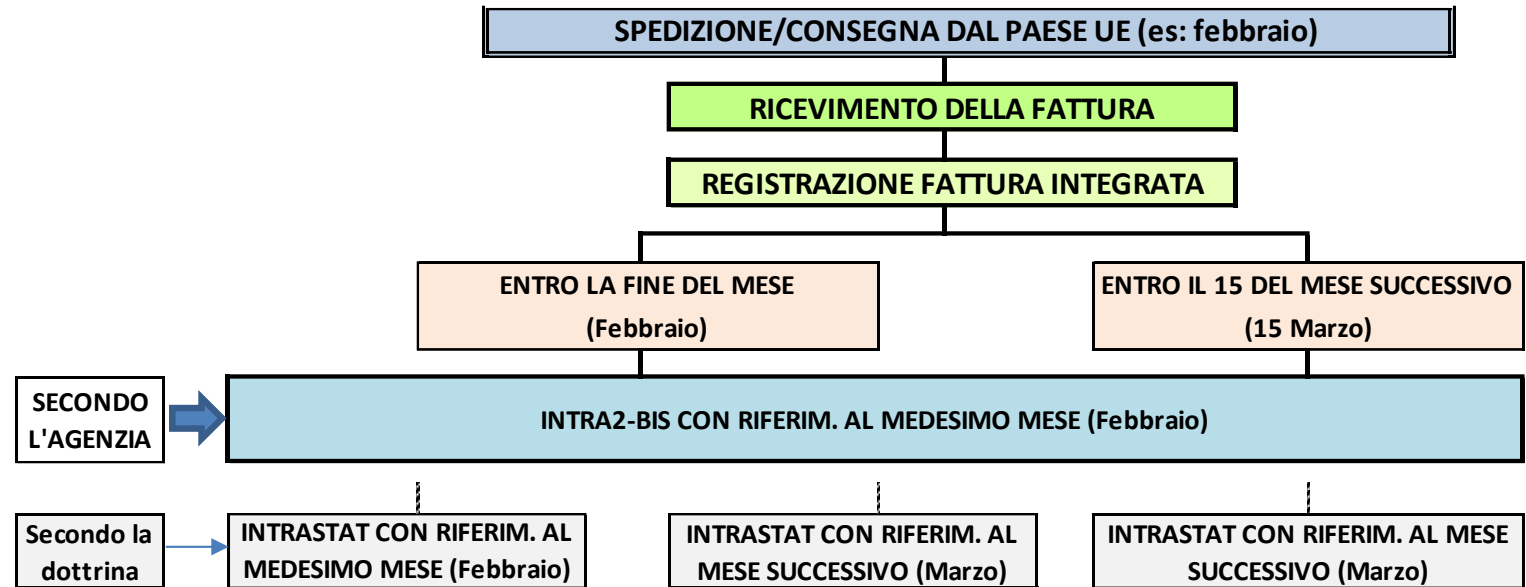 SPEDIZIONE/CONSEGNA DAL PAESE UE (es: febbraio)
RICEVIMENTO DELLA FATTURA
REGISTRAZIONE FATTURA INTEGRATA
ENTRO LA FINE DEL MESE
(Febbraio)
ENTRO IL 15 DEL MESE SUCCESSIVO
(15 Marzo)
SECONDO
L'AGENZIA
INTRA2-BIS CON RIFERIM. AL MEDESIMO MESE (Febbraio)
Secondo la
dottrina
INTRASTAT CON RIFERIM. AL
MEDESIMO MESE (Febbraio)
INTRASTAT CON RIFERIM. AL
MESE SUCCESSIVO (Marzo)
INTRASTAT CON RIFERIM. AL MESE
SUCCESSIVO (Marzo)